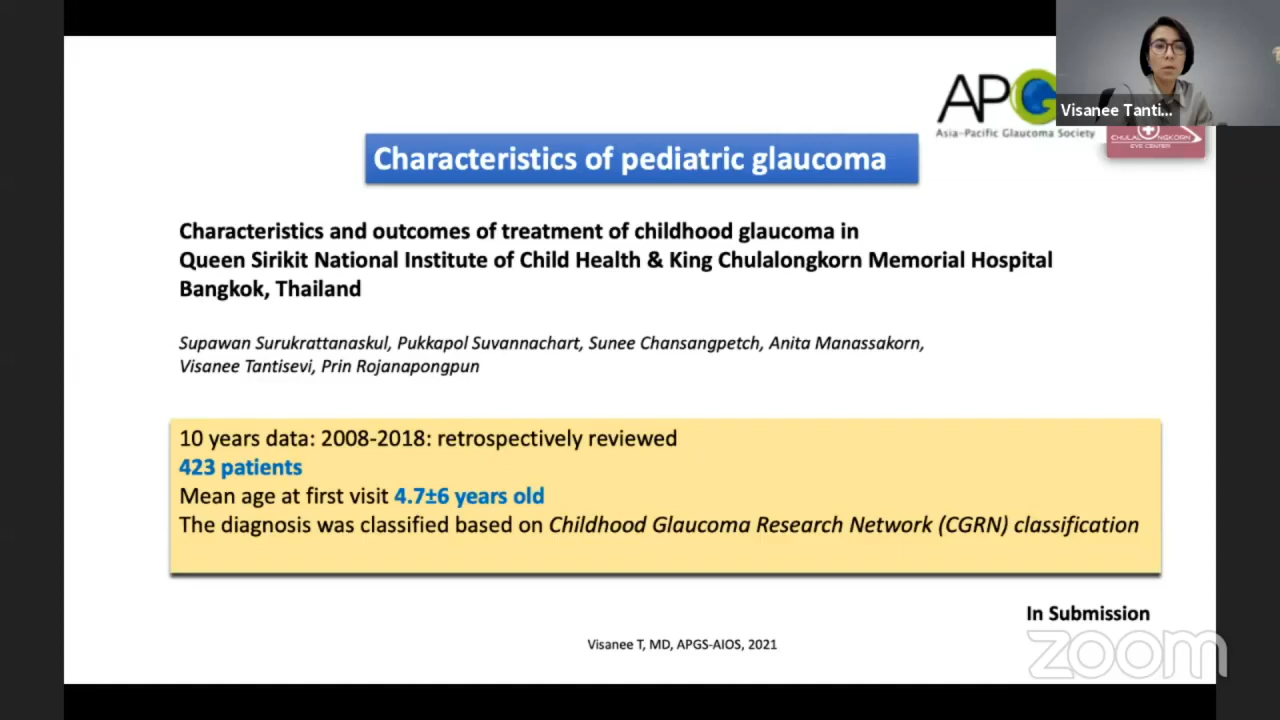 APG
Asia-Pacific Glaucoma Society
Visanee Tanti...
CHULALONGKORN
EYE CENTER
Characteristics of pediatric glaucoma
Characteristics and outcomes of treatment of childhood glaucoma in
Queen Sirikit National Institute of Child Health & King Chulalongkorn Memorial Hospital
Bangkok, Thailand
Supawan Surukrattanaskul, Pukkapol Suvannachart, Sunee Chansangpetch, Anita Manassakorn,
Visanee Tantisevi, Prin Rojanapongpun
10 years data: 2008-2018: retrospectively reviewed
423 patients
Mean age at first visit 4.7±6 years old
The diagnosis was classified based on Childhood Glaucoma Research Network (CGRN) classification
In Submission
Visanee T, MD, APGS-AIOS, 2021
zoom